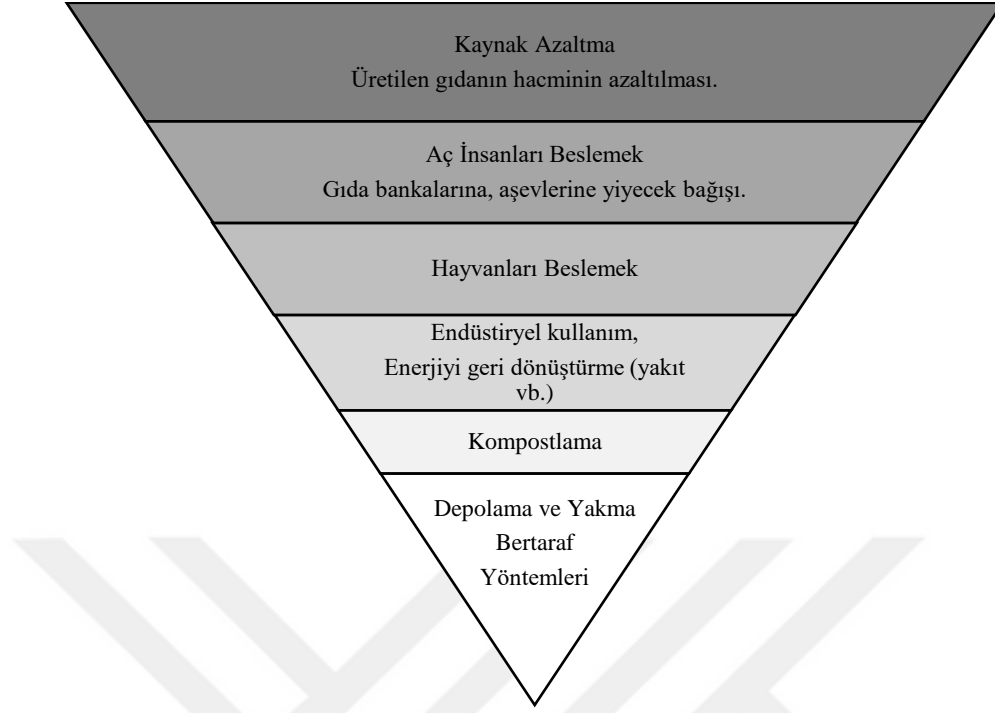 Kaynak Azaltma
Üretilen gıdanın hacminin azaltılması.
Aç İnsanları Beslemek
Gıda bankalarına, aşevlerine yiyecek bağışı.
Hayvanları Beslemek
Endüstiryel kullanım,
Enerjiyi geri dönüştürme (yakıt
vb.)
Kompostlama
Depolama ve Yakma
Bertaraf
Yöntemleri